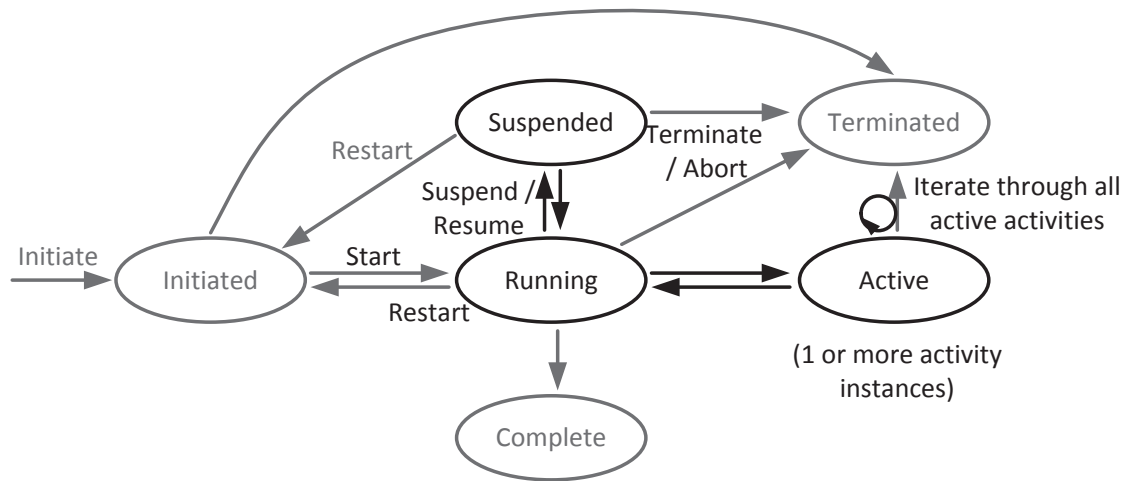 Suspended
Terminated
Terminate
/ Abort
Restart
Suspend /
Resume
Iterate through all
active activities
Initiate
Initiated
Start
Restart
Running
Active
(1 or more activity
instances)
Complete